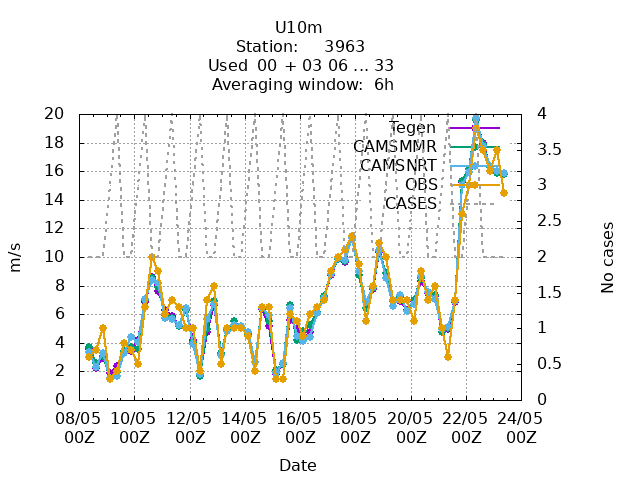 U10m
Station: 3963
Used 00 + 03 06 ... 33
Averaging window: 6h
20 4
18 3.5
16 3
14 2.5
12 2
10 1.5
8 1
6 0.5
4 0
2
0
m/s
No cases
Tegen
CAMSMMR
CAMSNRT
OBS
CASES
08/05 10/05 12/05 14/05 16/05 18/05 20/05 22/05 24/05
00Z 00Z 00Z 00Z 00Z 00Z 00Z 00Z 00Z
Date